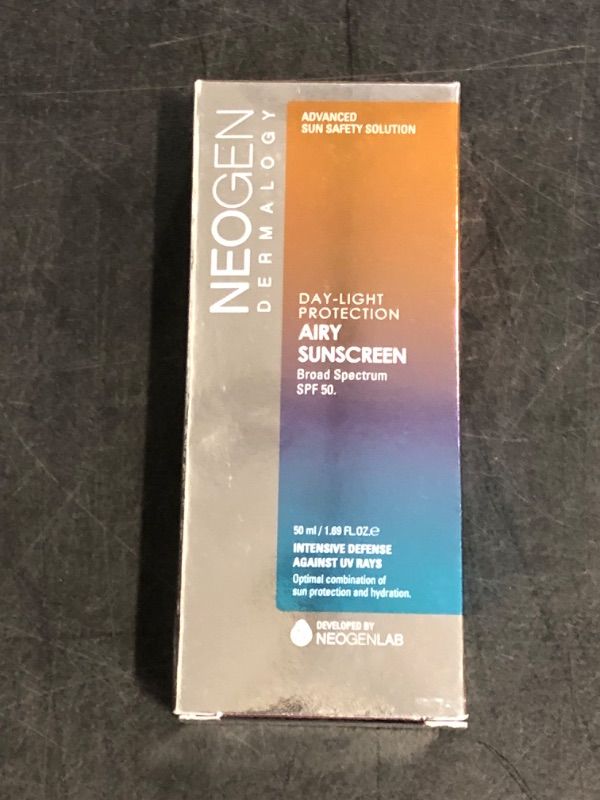 NEOGEN
DERMALOGY
ADVANCED
SUN SAFETY SOLUTION
DAY-LIGHT
PROTECTION
AIRY
SUNSCREEN
Broad Spectrum
SPF 50.
50 ml / 1.69 FL.OZ.e
INTENSIVE DEFENSE
AGAINST UV RAYS
Optimal combination of
sun protection and hydration.
DEVELOPED BY
NEOGENLAB